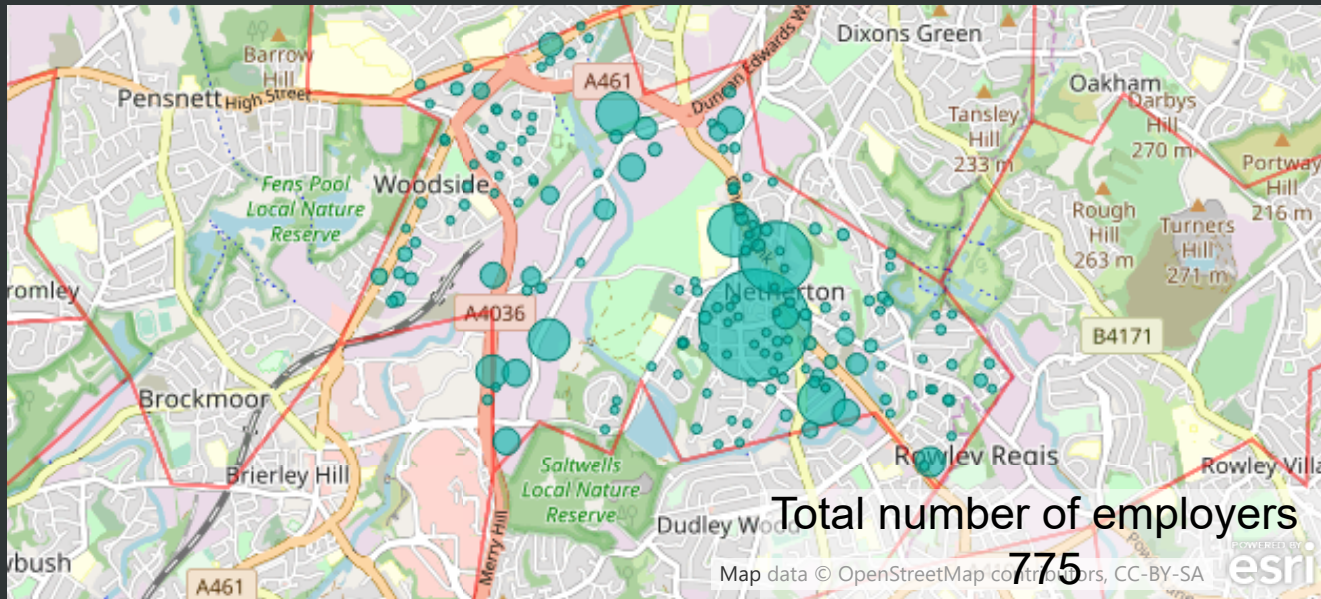 Dixons Green
Barrow
Hill
A461
Duncan Edwards W
Oakham
Pensnett
High Street
Darbys
Hill
270 m
Tansley
Hill
233 m
Portway
Hill
216 m
Woodside
Fens Pool
Local Nature
Reserve
Rough
Hill
263 m
Turners
Hill
271 m
romley
Netherton
A4036
B4171
Brockmoor
Brierley Hill
Rowley Regis
Rowley Villa
Saltwells
Local Nature
Reserve
Merry Hill
Dudley Wood
Total number of employers
775
wbush
A461
Map data © OpenStreetMap contributors, CC-BY-SA
POWERED BY
esri